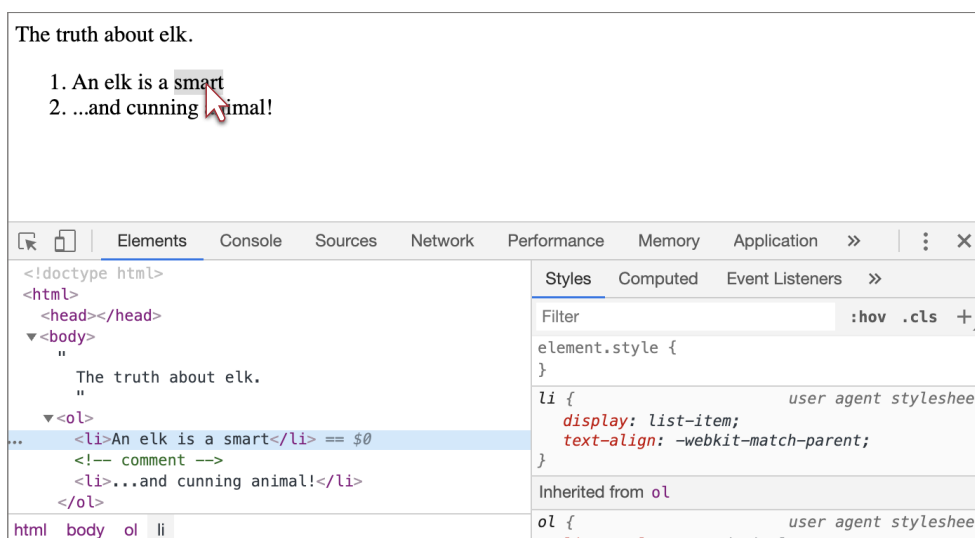 The truth about elk.
1. An elk is a smart
2. ...and cunning animal!
Elements Console Sources Network Performance Memory Application »
<!doctype html>
<html>
<head></head>
▼<body>
"
The truth about elk.
"
▼<ol>
... <li>An elk is a smart</li> == $0
<!-- comment -->
<li>...and cunning animal!</li>
</ol>
html body ol li
Styles Computed Event Listeners »
Filter :hov .cls +
element.style {
}
li { user agent styleshee
display: list-item;
text-align: -webkit-match-parent;
}
Inherited from ol
ol { user agent styleshee